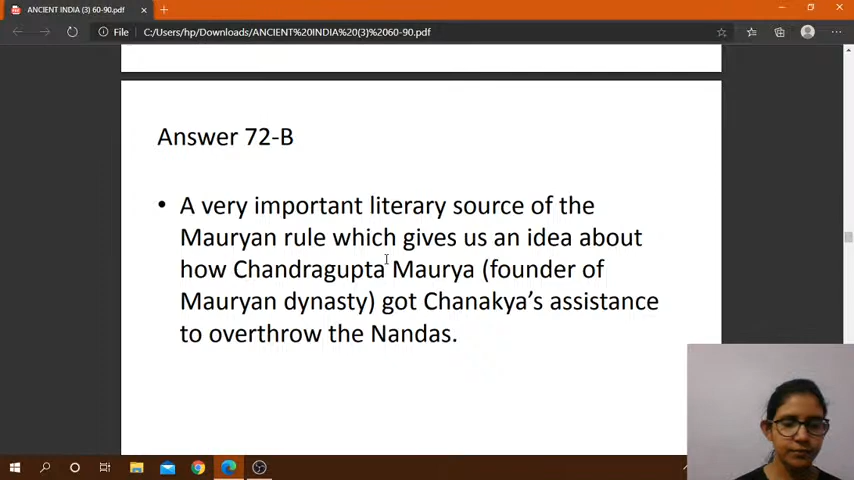 ANCIENT INDIA (3) 60-90.pdf
File
C:/Users/hp/Downloads/ANCIENT%20INDIA%20(3)%2060-90.pdf
Answer 72-B
• A very important literary source of the
Mauryan rule which gives us an idea about
how Chandragupta Maurya (founder of
Mauryan dynasty) got Chanakya’s assistance
to overthrow the Nandas.